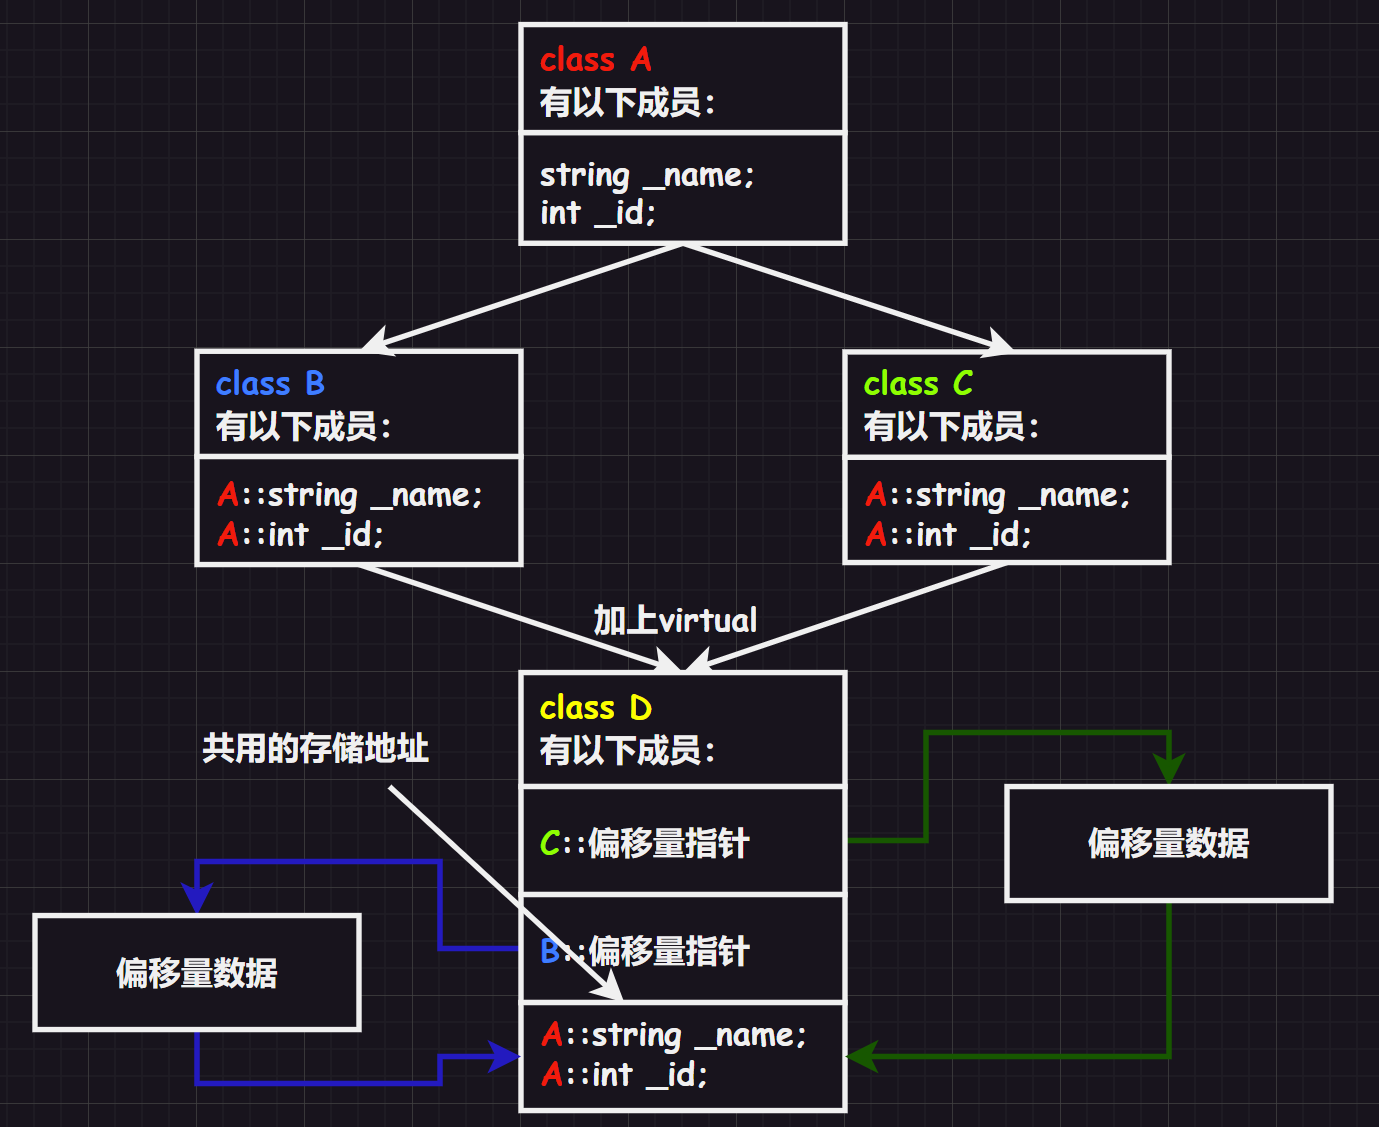 class A
有以下成员：
string _name;
int _id;
class B
有以下成员：
A::string _name;
A::int _id;
class C
有以下成员：
A::string _name;
A::int _id;
加上virtual
class D
有以下成员：
共用的存储地址
C::偏移量指针
偏移量数据
B::偏移量指针
偏移量数据
A::string _name;
A::int _id;